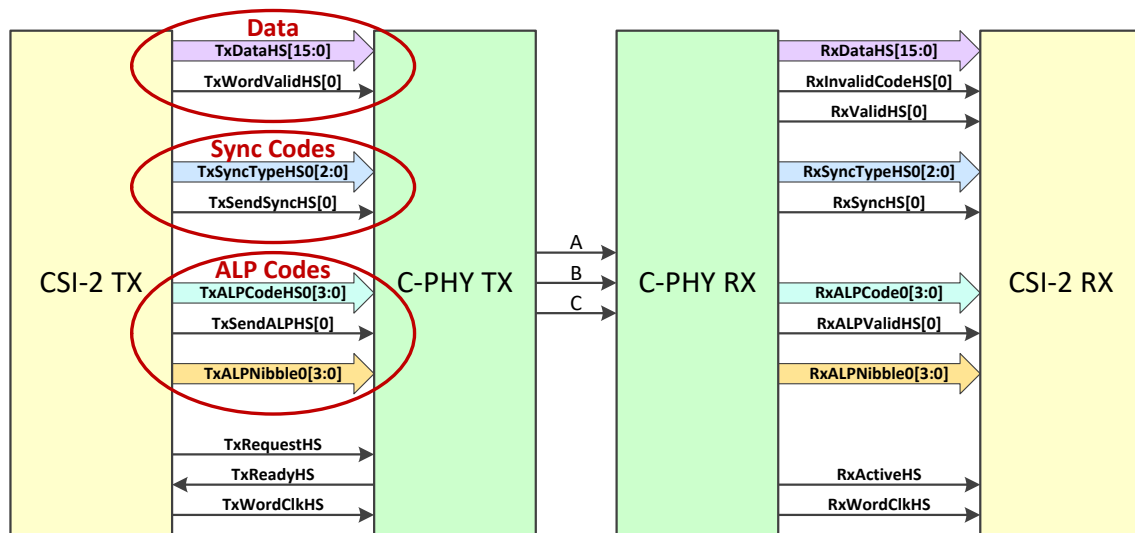 Data
TxDataHS[15:0]
TxWordValidHS[0]
Sync Codes
TxSyncTypeHS0[2:0]
TxSendSyncHS[0]
ALP Codes
TxALPCodeHS0[3:0]
TxSendALPHS[0]
TxALPNibble0[3:0]
TxRequestHS
TxReadyHS
TxWordClkHS
CSI-2 TX
C-PHY TX
A
B
C
C-PHY RX
CSI-2 RX
RxDataHS[15:0]
RxInvalidCodeHS[0]
RxValidHS[0]
RxSyncTypeHS0[2:0]
RxSyncHS[0]
RxALPCode0[3:0]
RxALPValidHS[0]
RxALPNibble0[3:0]
RxActiveHS
RxWordClkHS